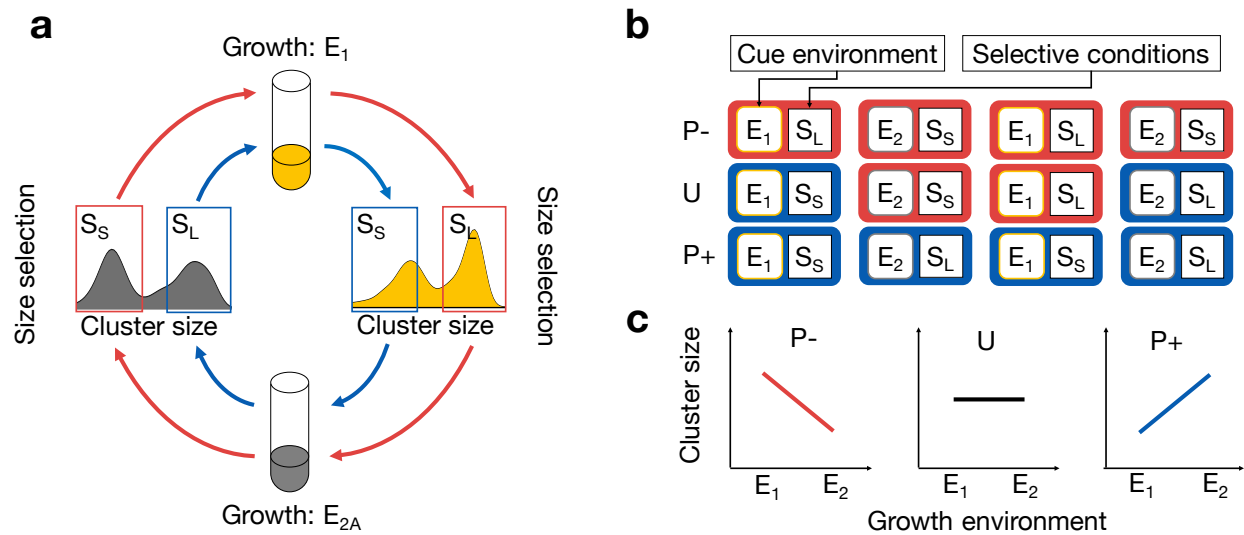 a
Growth: E1
Size selection
SS
SL
Cluster size
SS
SL
Cluster size
Size selection
Growth: E2A
b
Cue environment
Selective conditions
P- E1 SL E2 SS E1 SL E2 SS
U E1 SS E2 SS E1 SL E2 SL
P+ E1 SS E2 SL E1 SS E2 SL
c
Cluster size
P-
E1 E2
U
E1 E2
P+
E1 E2
Growth environment